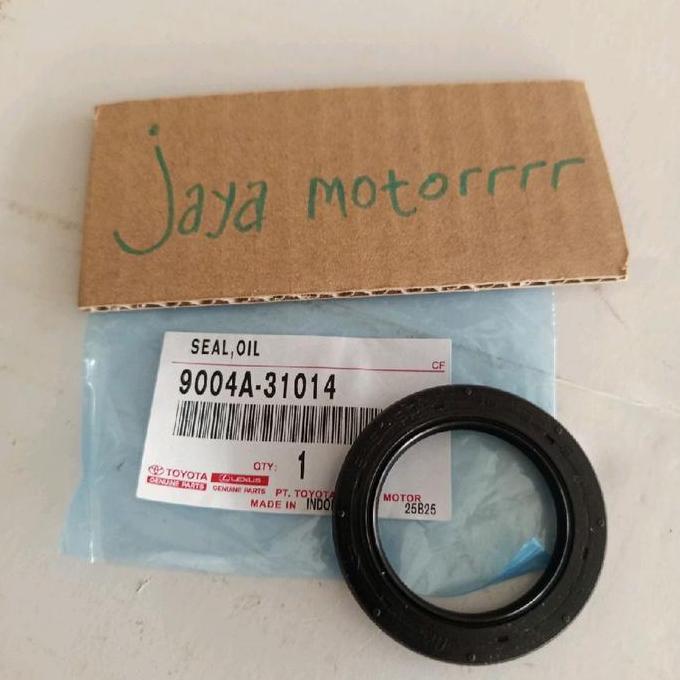 jaya motorrrr
SEAL,OIL
CF
9004A-31014
QTY: 1
TOYOTA LEXUS
GENUINE PARTS GENUINE PARTS PT. TOYOTA MOTOR
MADE IN 25B25